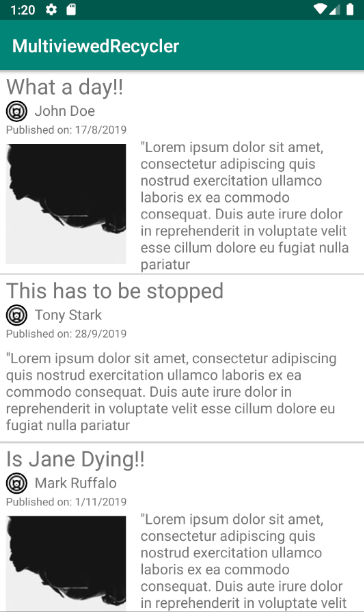 1:20
MultiviewedRecycler
What a day!!
John Doe
Published on: 17/8/2019
"Lorem ipsum dolor sit amet,
consectetur adipiscing quis
nostrud exercitation ullamco
laboris ex ea commodo
consequat. Duis aute irure dolor
in reprehenderit in voluptate velit
esse cillum dolore eu fugiat nulla
pariatur
This has to be stopped
Tony Stark
Published on: 28/9/2019
"Lorem ipsum dolor sit amet, consectetur adipiscing
quis nostrud exercitation ullamco laboris ex ea
commodo consequat. Duis aute irure dolor in
reprehenderit in voluptate velit esse cillum dolore eu
fugiat nulla pariatur
Is Jane Dying!!
Mark Ruffalo
Published on: 1/11/2019
"Lorem ipsum dolor sit amet,
consectetur adipiscing quis
nostrud exercitation ullamco
laboris ex ea commodo
consequat. Duis aute irure dolor
in reprehenderit in voluptate velit